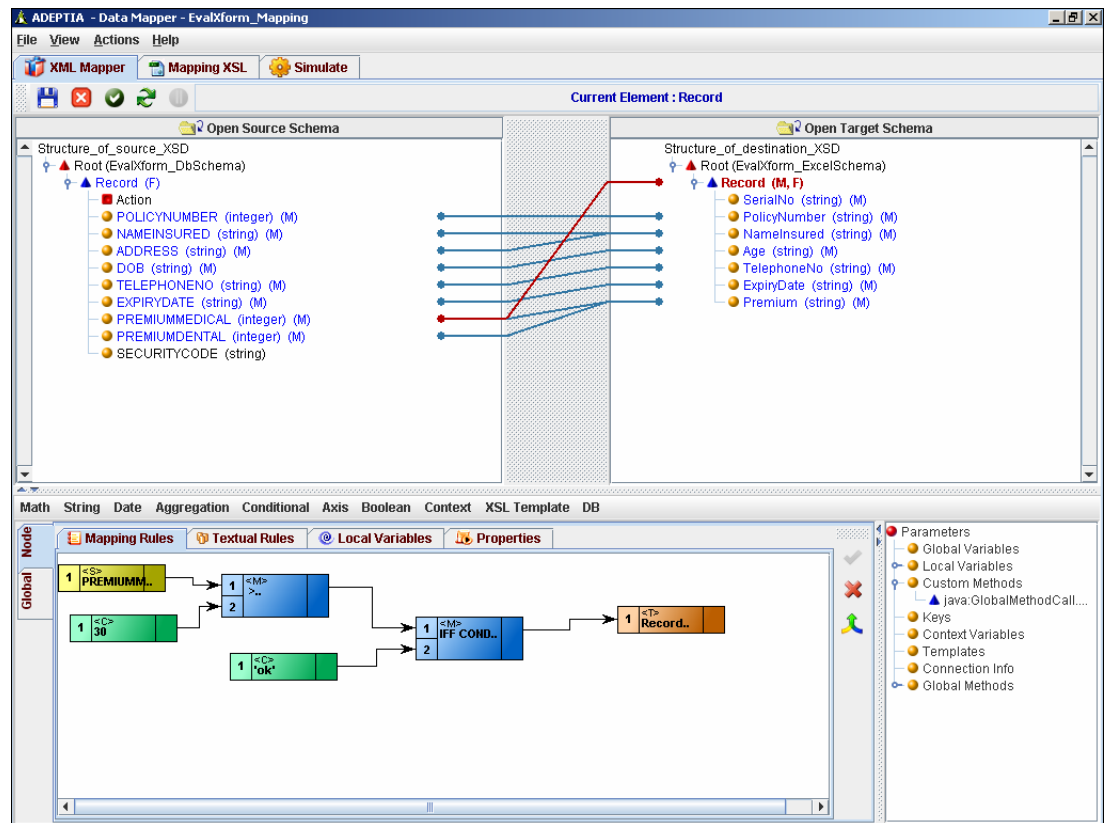 ADEPTIA - Data Mapper - EvalXform_Mapping
File View Actions Help
XML Mapper Mapping XSL Simulate
Current Element : Record
Open Source Schema
Open Target Schema
Structure_of_source_XSD
Root (EvalXform_DbSchema)
Record (F)
Action
POLICYNUMBER (integer) (M)
NAMEINSURED (string) (M)
ADDRESS (string) (M)
DOB (string) (M)
TELEPHONENO (string) (M)
EXPIRYDATE (string) (M)
PREMIUMMEDICAL (integer) (M)
PREMIUMDENTAL (integer) (M)
SECURITYCODE (string)
Structure_of_destination_XSD
Root (EvalXform_ExcelSchema)
Record (M, F)
SerialNo (string) (M)
PolicyNumber (string) (M)
NameInsured (string) (M)
Age (string) (M)
TelephoneNo (string) (M)
ExpiryDate (string) (M)
Premium (string) (M)
Math String Date Aggregation Conditional Axis Boolean Context XSL Template DB
Node
Global
Mapping Rules Textual Rules Local Variables Properties
1 <S> PREMIUMM..
1 <C> 30
1 2 <M> >..
1 <C> 'ok'
1 2 <M> IFF COND..
1 <T> Record..
Parameters
Global Variables
Local Variables
Custom Methods
java:GlobalMethodCall....
Keys
Context Variables
Templates
Connection Info
Global Methods